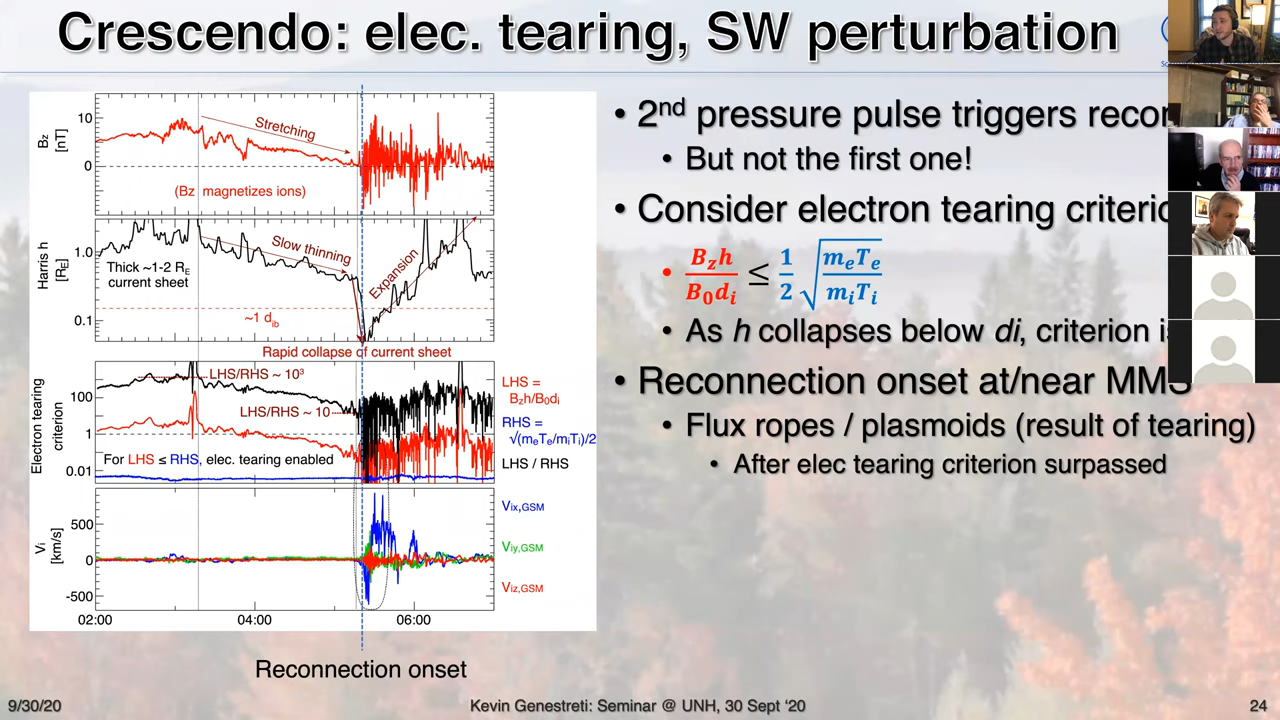 Crescendo: elec. tearing, SW perturbation
Bz
[nT]
10
0
Stretching
(Bz magnetizes ions)
Harris h
[RE]
1.0
0.1
Slow thinning
Thick ~1-2 RE
current sheet
Expansion
~1 dib
Rapid collapse of current sheet
Electron tearing
criterion
100
1
0.01
LHS/RHS ~ 10³
LHS/RHS ~ 10
For LHS ≤ RHS, elec. tearing enabled
LHS =
Bzh/B0di
RHS =
√(meTe/miTi)/2
LHS / RHS
Vi
[km/s]
500
0
-500
Vix,GSM
Viy,GSM
Viz,GSM
02:00 04:00 06:00
Reconnection onset
• 2nd pressure pulse triggers recon
• But not the first one!
• Consider electron tearing criterio
• Bzh/B0di ≤ 1/2 √meTe/miTi
• As h collapses below di, criterion is
• Reconnection onset at/near MMS
• Flux ropes / plasmoids (result of tearing)
• After elec tearing criterion surpassed
9/30/20
Kevin Genestreti: Seminar @ UNH, 30 Sept ‘20
24